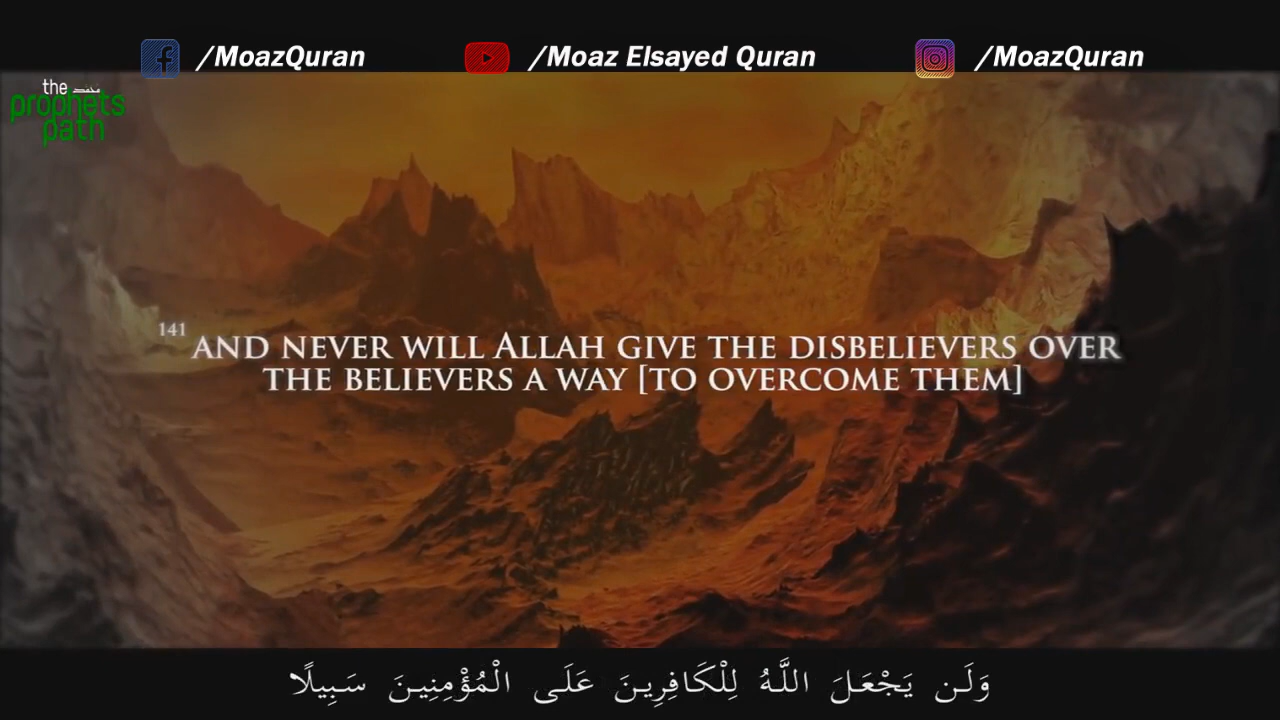 /MoazQuran /Moaz Elsayed Quran /MoazQuran
the
prophets
path
141 AND NEVER WILL ALLAH GIVE THE DISBELIEVERS OVER
THE BELIEVERS A WAY [TO OVERCOME THEM]
وَلَن يَجْعَلَ اللَّهُ لِلْكَافِرِينَ عَلَى الْمُؤْمِنِينَ سَبِيلًا